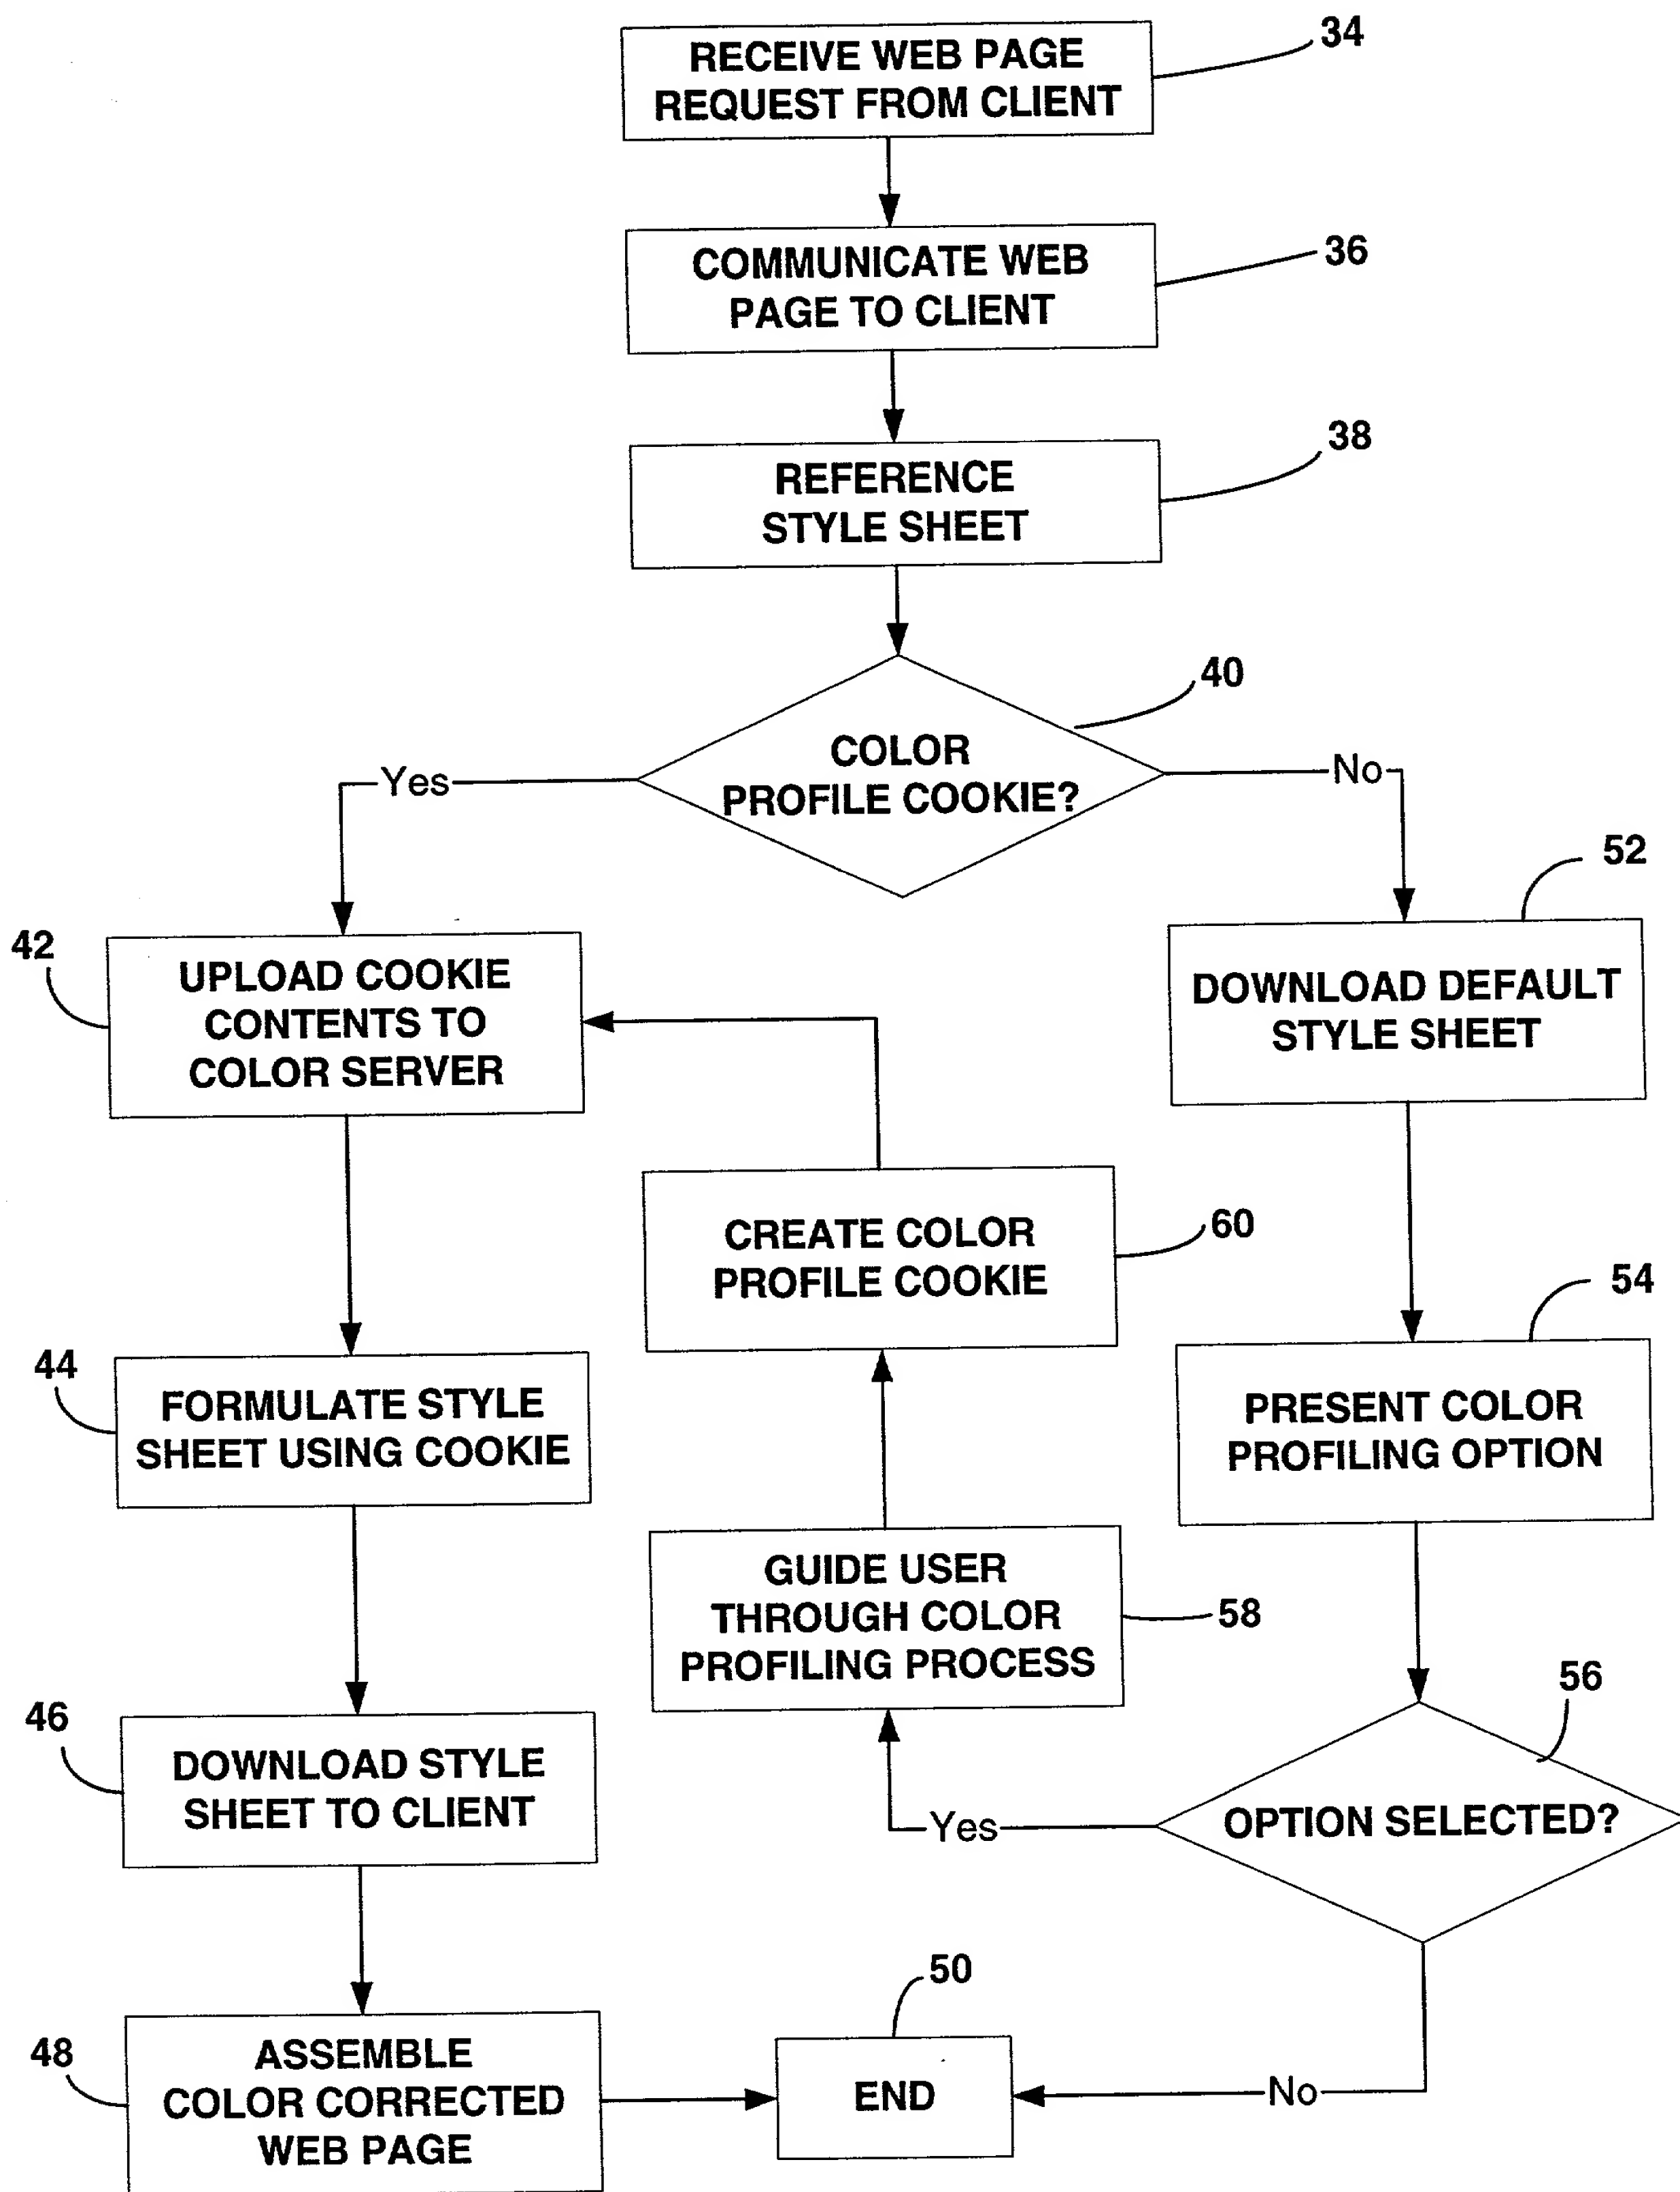 34
RECEIVE WEB PAGE
REQUEST FROM CLIENT
36
COMMUNICATE WEB
PAGE TO CLIENT
38
REFERENCE
STYLE SHEET
40
COLOR
PROFILE COOKIE?
Yes
No
52
42
UPLOAD COOKIE
CONTENTS TO
COLOR SERVER
DOWNLOAD DEFAULT
STYLE SHEET
60
CREATE COLOR
PROFILE COOKIE
54
44
FORMULATE STYLE
SHEET USING COOKIE
PRESENT COLOR
PROFILING OPTION
GUIDE USER
THROUGH COLOR
PROFILING PROCESS
58
56
46
DOWNLOAD STYLE
SHEET TO CLIENT
Yes
OPTION SELECTED?
50
48
ASSEMBLE
COLOR CORRECTED
WEB PAGE
END
No